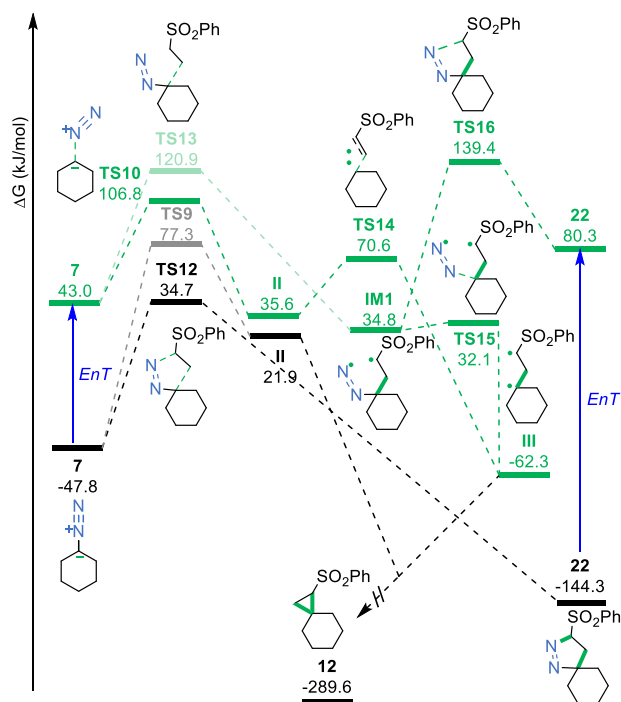 ΔG (kJ/mol)
SO₂Ph
N
N
TS13
120.9
N
+
N
−
TS10
106.8
TS9
77.3
TS12
34.7
SO₂Ph
N
N
7
43.0
EnT
7
-47.8
N
N
+
−
II
35.6
II
21.9
SO₂Ph
TS14
70.6
IM1
34.8
SO₂Ph
N
N
SO₂Ph
N
N
TS16
139.4
SO₂Ph
N
N
TS15
32.1
SO₂Ph
III
-62.3
22
80.3
EnT
22
-144.3
SO₂Ph
N
N
H
SO₂Ph
12
-289.6